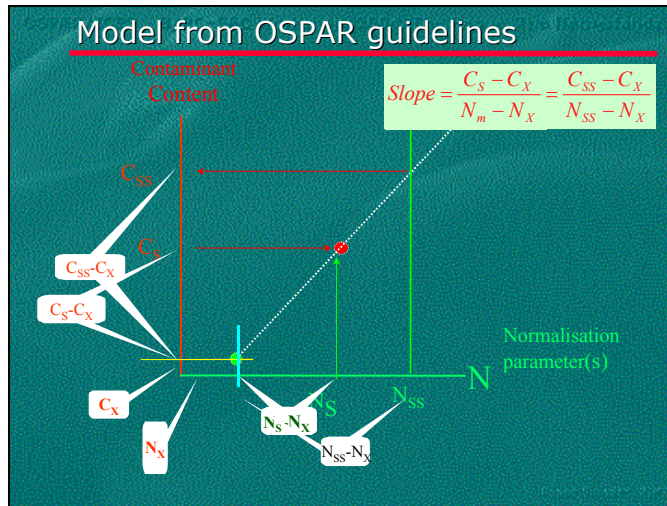 Model from OSPAR guidelines
Contaminant
Content
Slope = (C_S − C_X)/(N_m − N_X) = (C_SS − C_X)/(N_SS − N_X)
C_SS
C_S
C_SS-C_X
C_S-C_X
Normalisation
parameter(s)
N
C_X
N_X
N_S
N_S-N_X
N_SS
N_SS-N_X